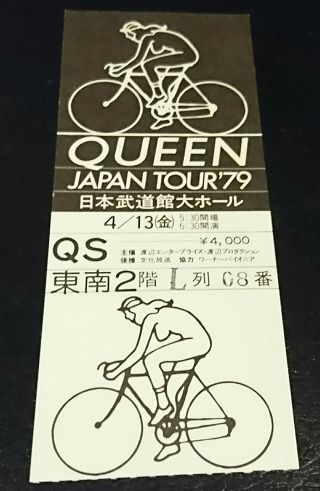 QUEEN
JAPAN TOUR'79
日本武道館大ホール
4/13(金) 5:30開場
6:30開演
¥4,000
QS 主催 渡辺エンタープライズ・渡辺プロダクション
後援 文化放送 協力 ワーナーパイオニア
東南2階 L列 68番